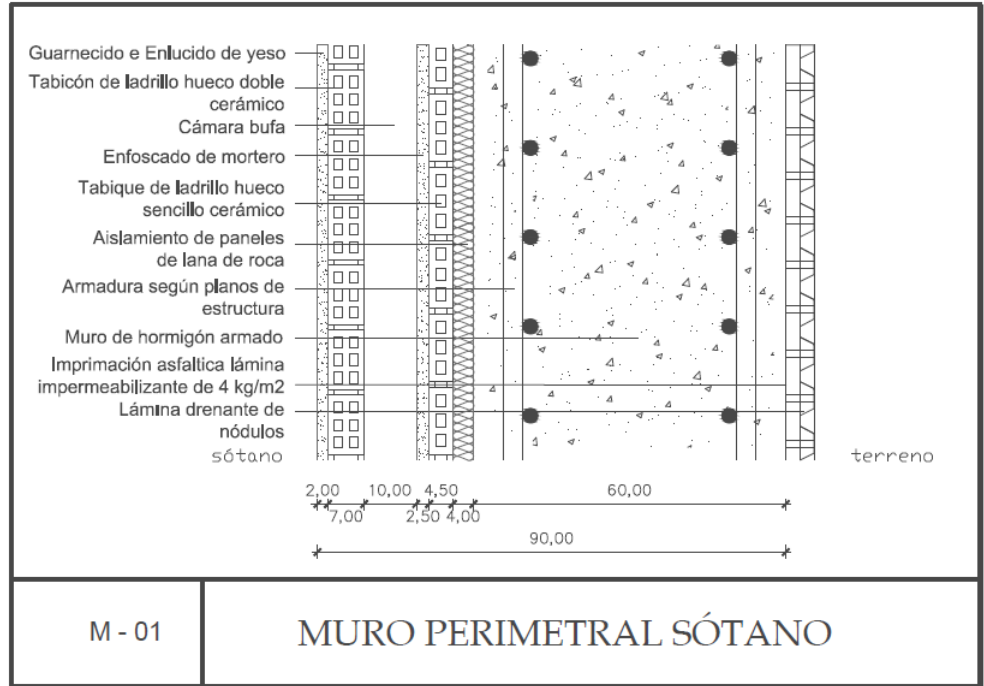 Guarnecido e Enlucido de yeso
Tabicón de ladrillo hueco doble
cerámico
Cámara bufa
Enfoscado de mortero
Tabique de ladrillo hueco
sencillo cerámico
Aislamiento de paneles
de lana de roca
Armadura según planos de
estructura
Muro de hormigón armado
Imprimación asfaltica lámina
impermeabilizante de 4 kg/m2
Lámina drenante de
nódulos
sótano
terreno
2,00 10,00 4,50 60,00
7,00 2,50 4,00
90,00
M - 01
MURO PERIMETRAL SÓTANO